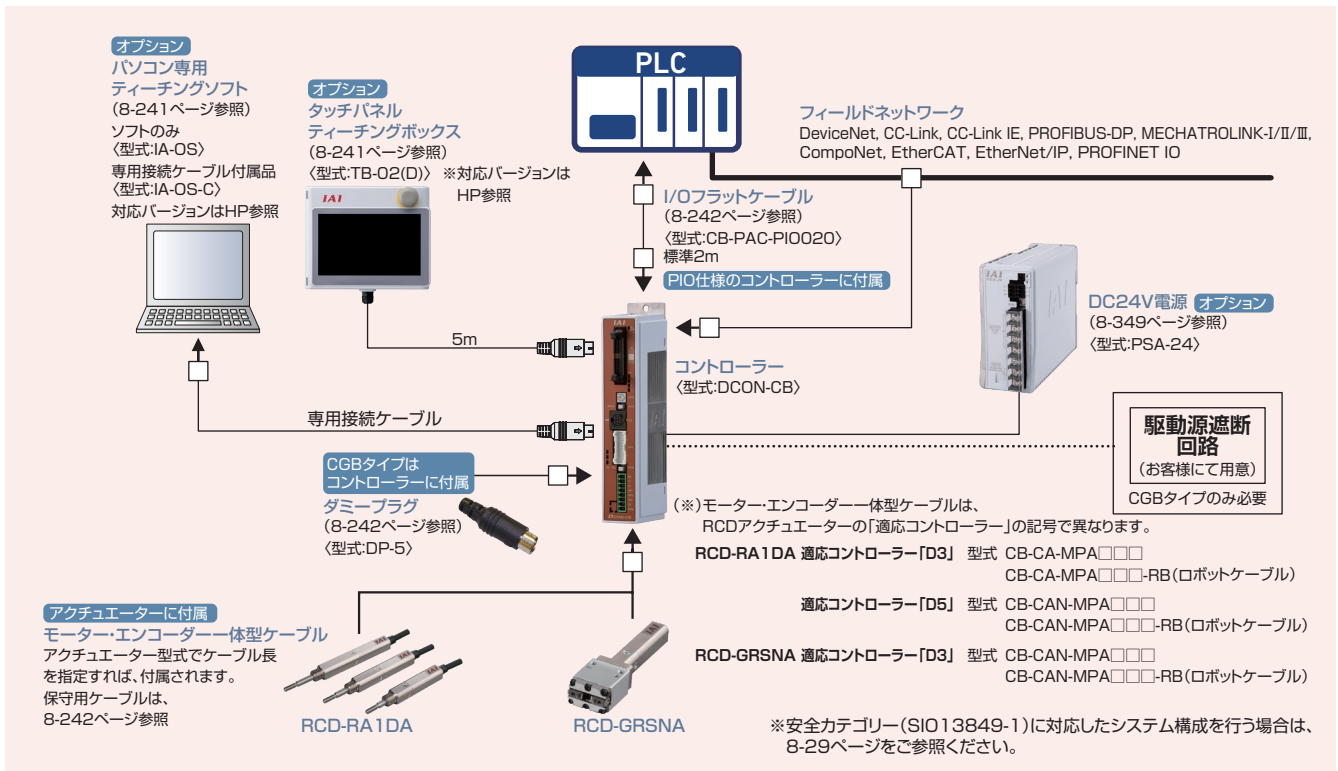 オプション
パソコン専用
ティーチングソフト
(8-241ページ参照)
ソフトのみ
〈型式:IA-OS〉
専用接続ケーブル付属品
〈型式:IA-OS-C〉
対応バージョンはHP参照
オプション
タッチパネル
ティーチングボックス
(8-241ページ参照)
〈型式:TB-02(D)〉 ※対応バージョンは
HP参照
IAI
PLC
フィールドネットワーク
DeviceNet, CC-Link, CC-Link IE, PROFIBUS-DP, MECHATROLINK-I/II/III,
CompoNet, EtherCAT, EtherNet/IP, PROFINET IO
I/Oフラットケーブル
(8-242ページ参照)
〈型式:CB-PAC-PIO020〉
標準2m
PIO仕様のコントローラーに付属
IAI
DC24V電源 オプション
(8-349ページ参照)
〈型式:PSA-24〉
5m
IAI
コントローラー
〈型式:DCON-CB〉
専用接続ケーブル
駆動源遮断
回路
(お客様にて用意)
CGBタイプのみ必要
CGBタイプは
コントローラーに付属
ダミープラグ
(8-242ページ参照)
〈型式:DP-5〉
(※)モーター・エンコーダー一体型ケーブルは、
RCDアクチュエーターの「適応コントローラー」の記号で異なります。
RCD-RA1DA 適応コントローラー「D3」 型式 CB-CA-MPA□□□
CB-CA-MPA□□□-RB(ロボットケーブル)
適応コントローラー「D5」 型式 CB-CAN-MPA□□□
CB-CAN-MPA□□□-RB(ロボットケーブル)
RCD-GRSNA 適応コントローラー「D3」 型式 CB-CAN-MPA□□□
CB-CAN-MPA□□□-RB(ロボットケーブル)
アクチュエーターに付属
モーター・エンコーダー一体型ケーブル
アクチュエーター型式でケーブル長
を指定すれば、付属されます。
保守用ケーブルは、
8-242ページ参照
RCD-RA1DA
IAI
RCD-GRSNA
※安全カテゴリー(SIO13849-1)に対応したシステム構成を行う場合は、
8-29ページをご参照ください。